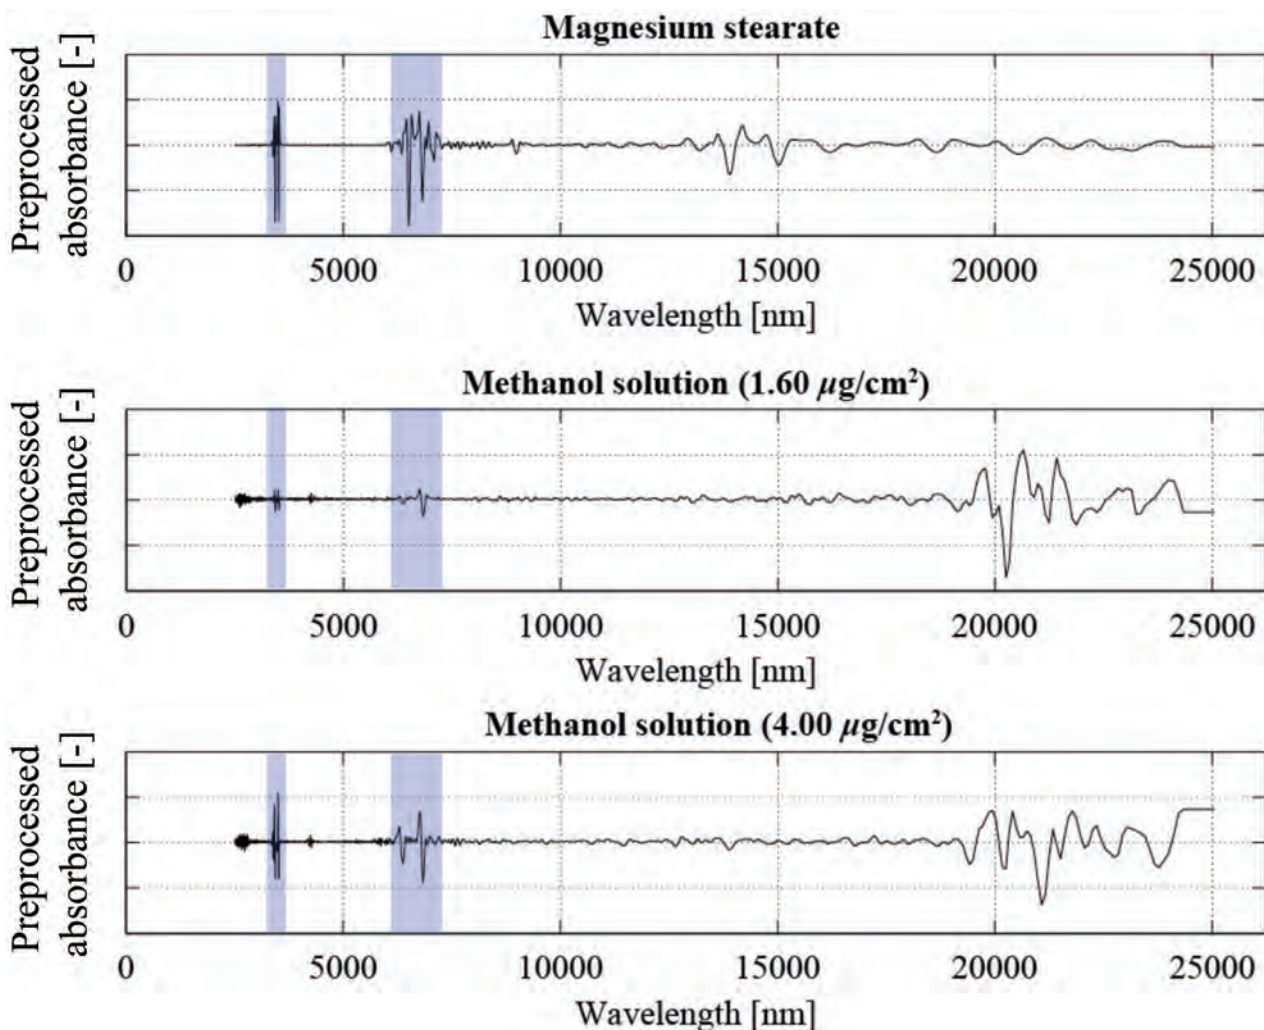 Magnesium stearate
Preprocessed
absorbance [-]
0 5000 10000 15000 20000 25000
Wavelength [nm]
Methanol solution (1.60 µg/cm²)
Preprocessed
absorbance [-]
0 5000 10000 15000 20000 25000
Wavelength [nm]
Methanol solution (4.00 µg/cm²)
Preprocessed
absorbance [-]
0 5000 10000 15000 20000 25000
Wavelength [nm]